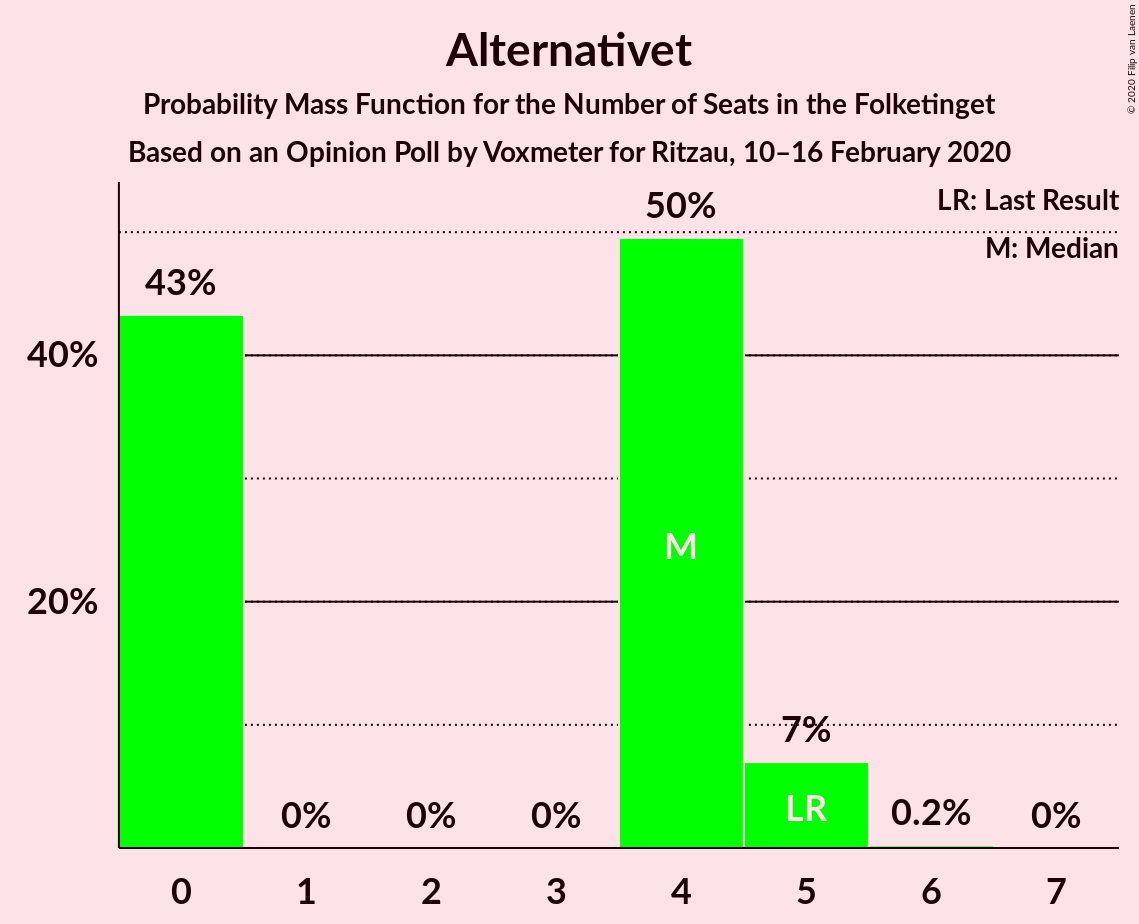 Alternativet
Probability Mass Function for the Number of Seats in the Folketinget
Based on an Opinion Poll by Voxmeter for Ritzau, 10–16 February 2020
© 2020 Filip van Laenen
LR: Last Result
M: Median
50%
43%
40%
M
20%
7%
LR
0%
0%
0%
0.2%
0%
0 1 2 3 4 5 6 7